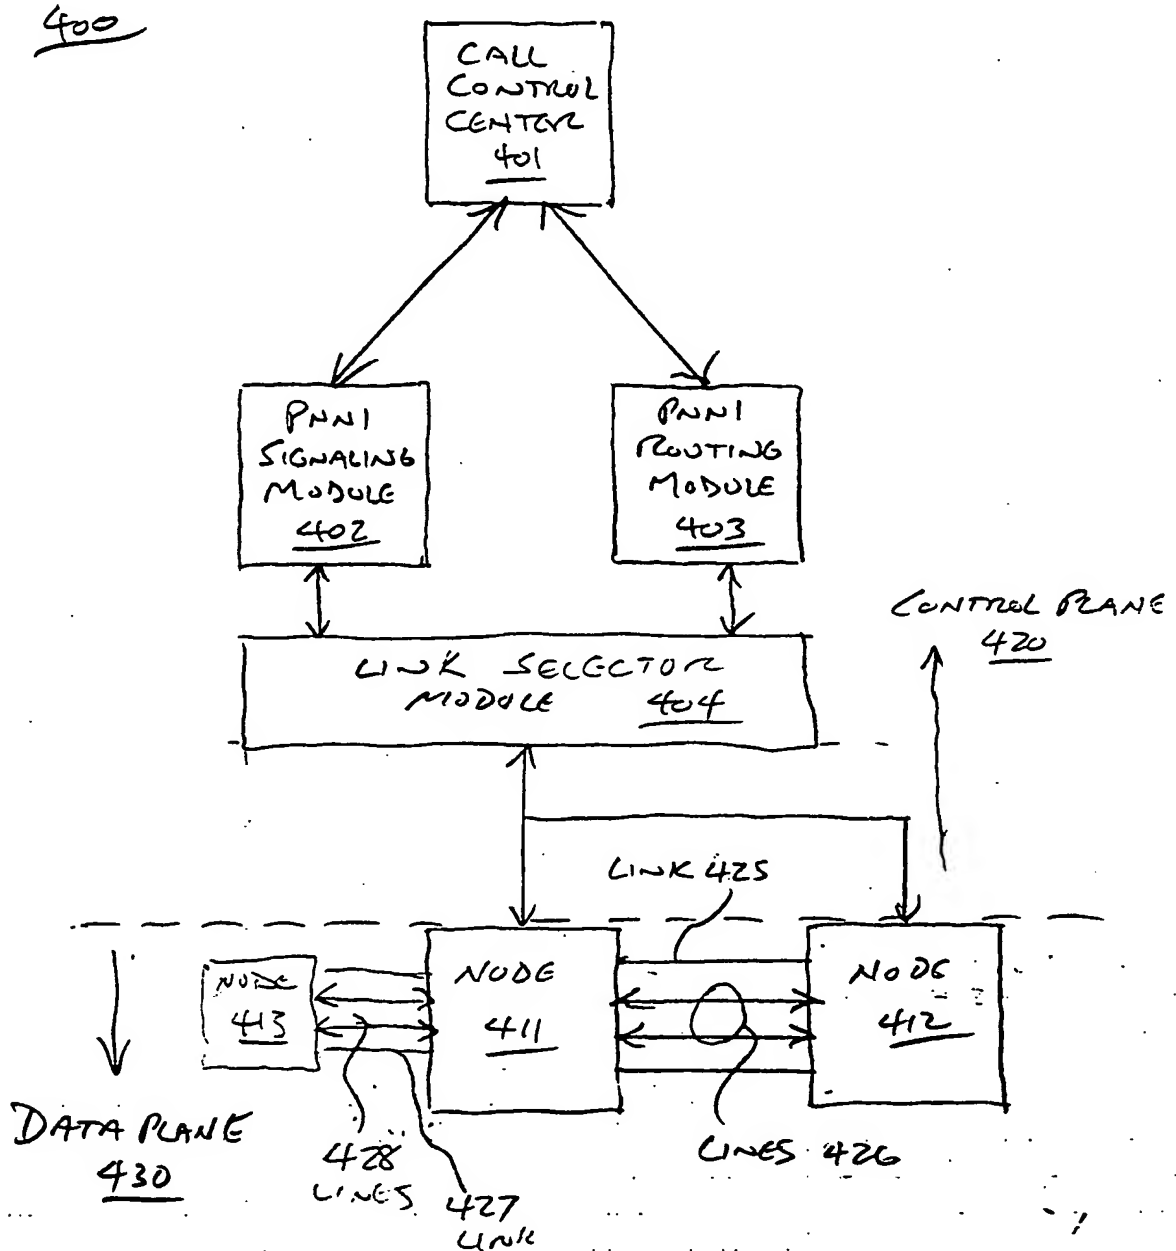 400
CALL
CONTROL
CENTER
401
PNNI
SIGNALING
MODULE
402
PNNI
ROUTING
MODULE
403
CONTROL PLANE
420
LINK SELECTOR
MODULE 404
LINK 425
NODE
413
NODE
411
NODE
412
DATA PLANE
430
428
LINES
427
LINK
LINES 426